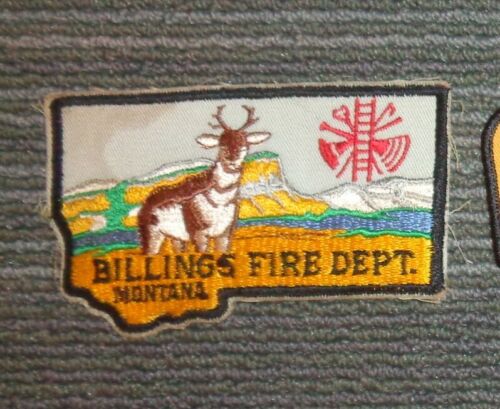 BILLINGS FIRE DEPT.
MONTANA